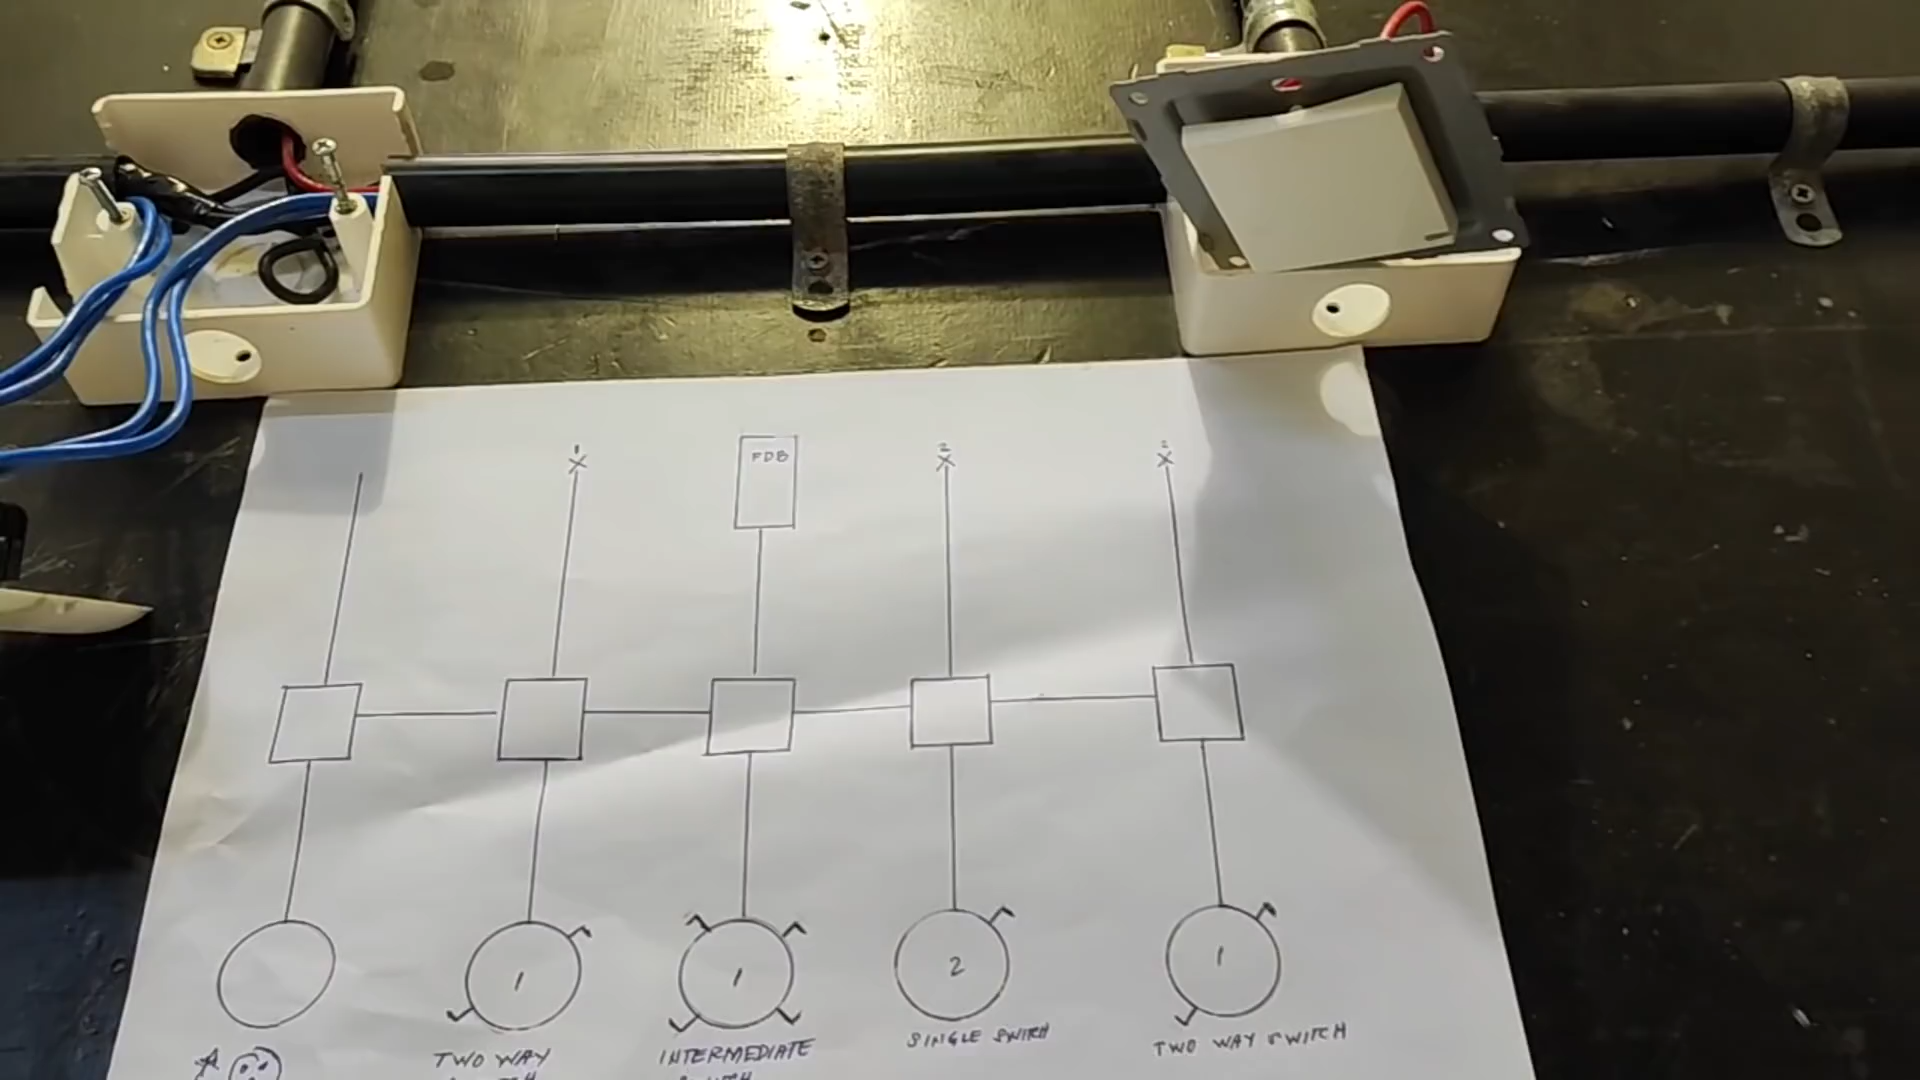 1
FDB
2
2
1
1
2
1
TWO WAY
INTERMEDIATE
SINGLE SWITCH
TWO WAY SWITCH